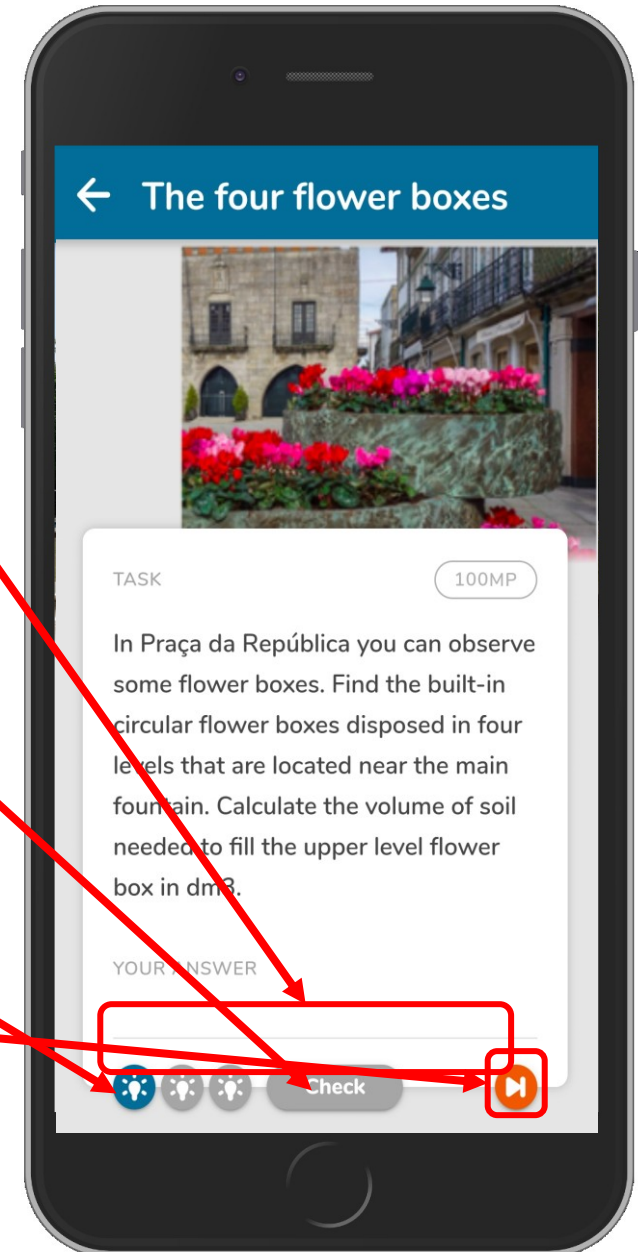 The four flower boxes
TASK
100MP
In Praça da República you can observe
some flower boxes. Find the built-in
circular flower boxes disposed in four
levels that are located near the main
fountain. Calculate the volume of soil
needed to fill the upper level flower
box in dm3.
YOUR ANSWER
Check